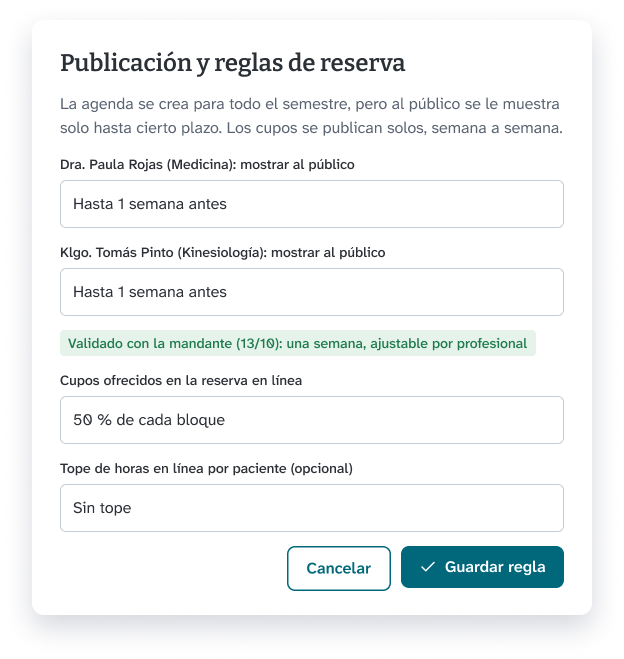 Publicación y reglas de reserva
La agenda se crea para todo el semestre, pero al público se le muestra
solo hasta cierto plazo. Los cupos se publican solos, semana a semana.
Dra. Paula Rojas (Medicina): mostrar al público
Hasta 1 semana antes
Klgo. Tomás Pinto (Kinesiología): mostrar al público
Hasta 1 semana antes
Validado con la mandante (13/10): una semana, ajustable por profesional
Cupos ofrecidos en la reserva en línea
50 % de cada bloque
Tope de horas en línea por paciente (opcional)
Sin tope
Cancelar
Guardar regla